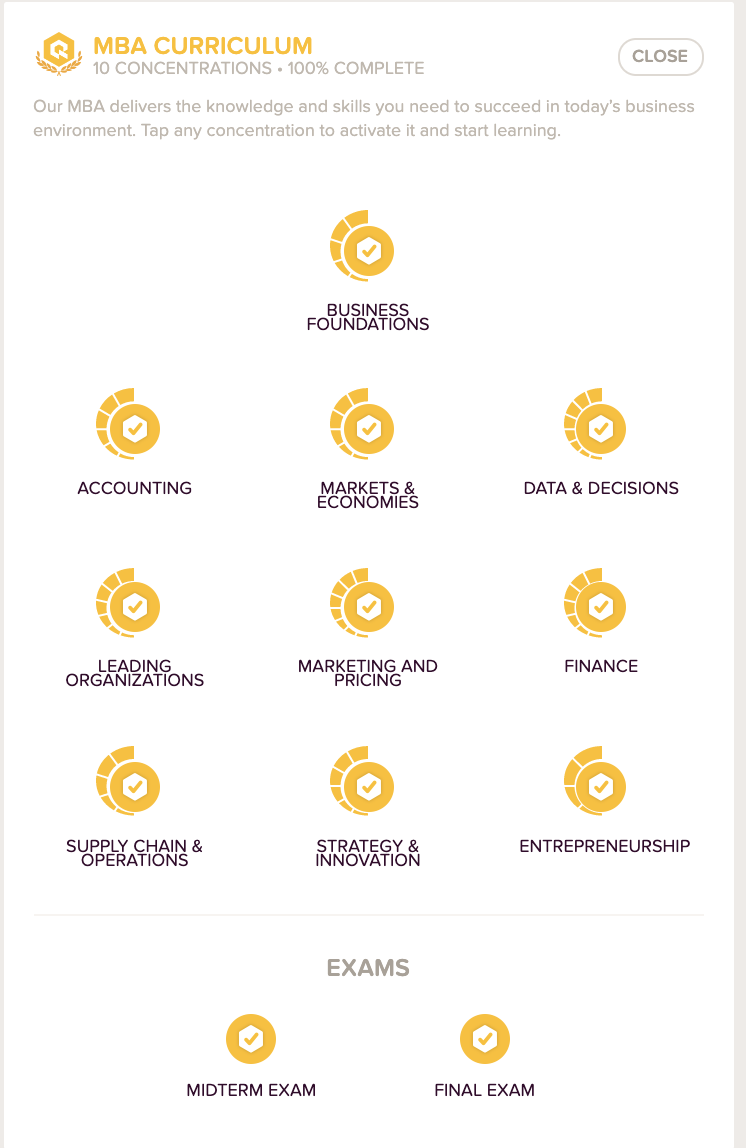 MBA CURRICULUM
10 CONCENTRATIONS • 100% COMPLETE
CLOSE
Our MBA delivers the knowledge and skills you need to succeed in today's business
environment. Tap any concentration to activate it and start learning.
BUSINESS
FOUNDATIONS
ACCOUNTING
MARKETS &
ECONOMIES
DATA & DECISIONS
LEADING
ORGANIZATIONS
MARKETING AND
PRICING
FINANCE
SUPPLY CHAIN &
OPERATIONS
STRATEGY &
INNOVATION
ENTREPRENEURSHIP
EXAMS
MIDTERM EXAM
FINAL EXAM